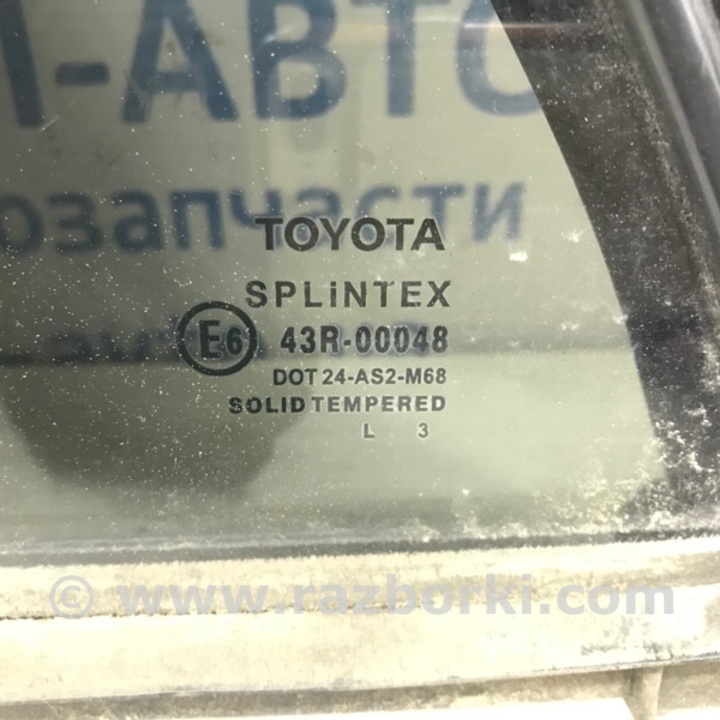 -АВТО
озапчасти
TOYOTA
SPLiNTEX
E6 43R-00048
DOT 24-AS2-M68
SOLID TEMPERED
L 3
© www.razborki.com